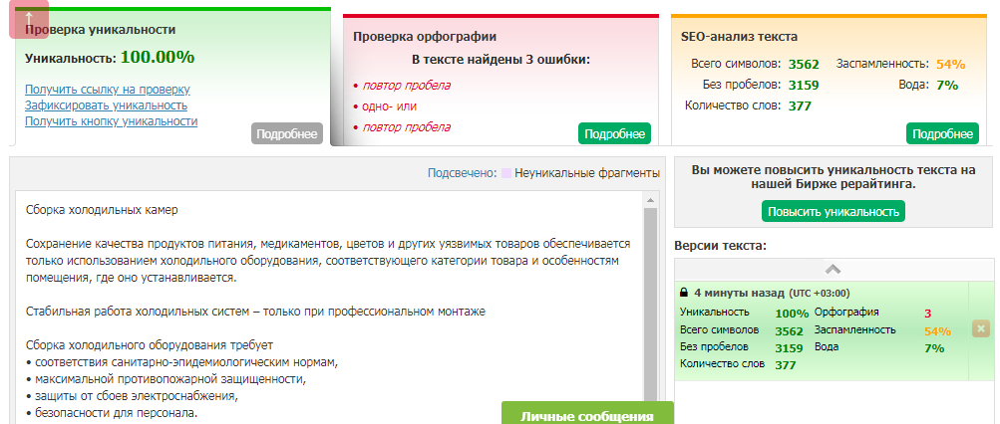 ↑
Проверка уникальности
Уникальность: 100.00%
Получить ссылку на проверку
Зафиксировать уникальность
Получить кнопку уникальности
Подробнее
Проверка орфографии
В тексте найдены 3 ошибки:
• повтор пробела
• одно- или
• повтор пробела
Подробнее
SEO-анализ текста
Всего символов: 3562 Заспамленность: 54%
Без пробелов: 3159 Вода: 7%
Количество слов: 377
Подробнее
Подсвечено: Неуникальные фрагменты
Сборка холодильных камер
Сохранение качества продуктов питания, медикаментов, цветов и других уязвимых товаров обеспечивается
только использованием холодильного оборудования, соответствующего категории товара и особенностям
помещения, где оно устанавливается.
Стабильная работа холодильных систем – только при профессиональном монтаже
Сборка холодильного оборудования требует
• соответствия санитарно-эпидемиологическим нормам,
• максимальной противопожарной защищенности,
• защиты от сбоев электроснабжения,
• безопасности для персонала.
Личные сообщения
Вы можете повысить уникальность текста на
нашей Бирже рерайтинга.
Повысить уникальность
Версии текста:
4 минуты назад (UTC +03:00)
Уникальность 100% Орфография 3
Всего символов 3562 Заспамленность 54%
Без пробелов 3159 Вода 7%
Количество слов 377